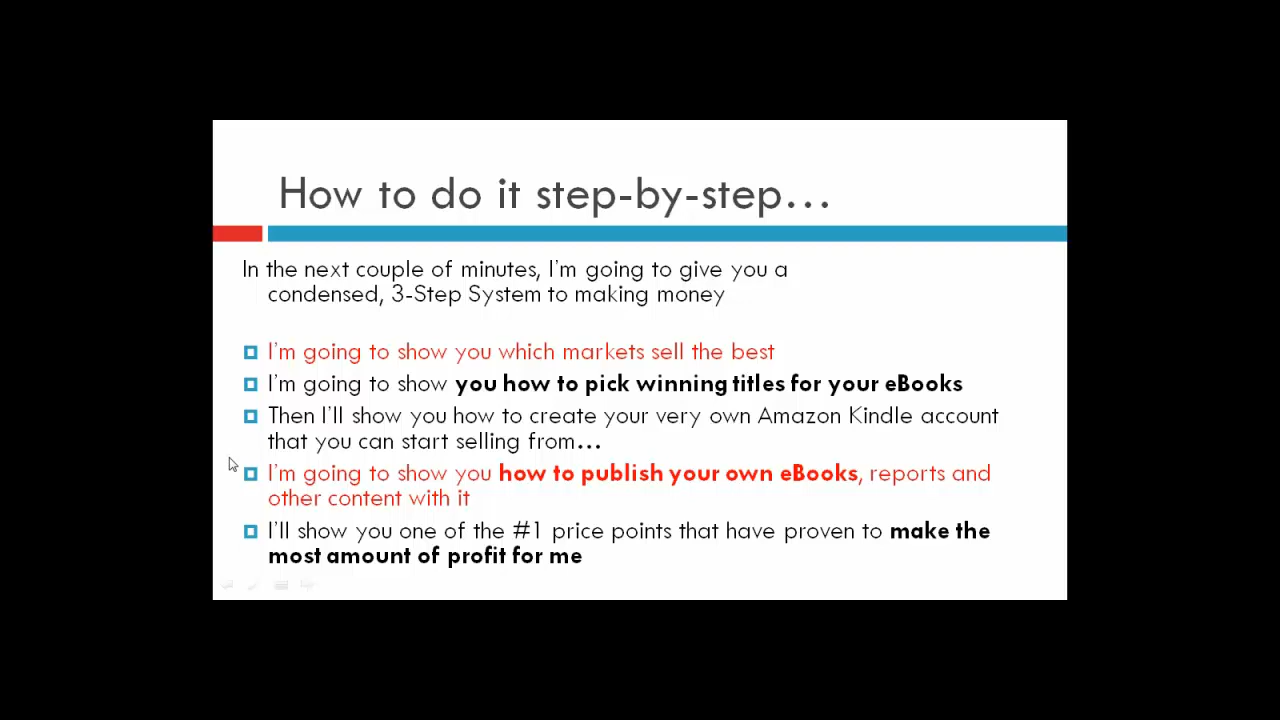 How to do it step-by-step...
In the next couple of minutes, I'm going to give you a
condensed, 3-Step System to making money
I'm going to show you which markets sell the best
I'm going to show you how to pick winning titles for your eBooks
Then I'll show you how to create your very own Amazon Kindle account
that you can start selling from...
I'm going to show you how to publish your own eBooks, reports and
other content with it
I'll show you one of the #1 price points that have proven to make the
most amount of profit for me